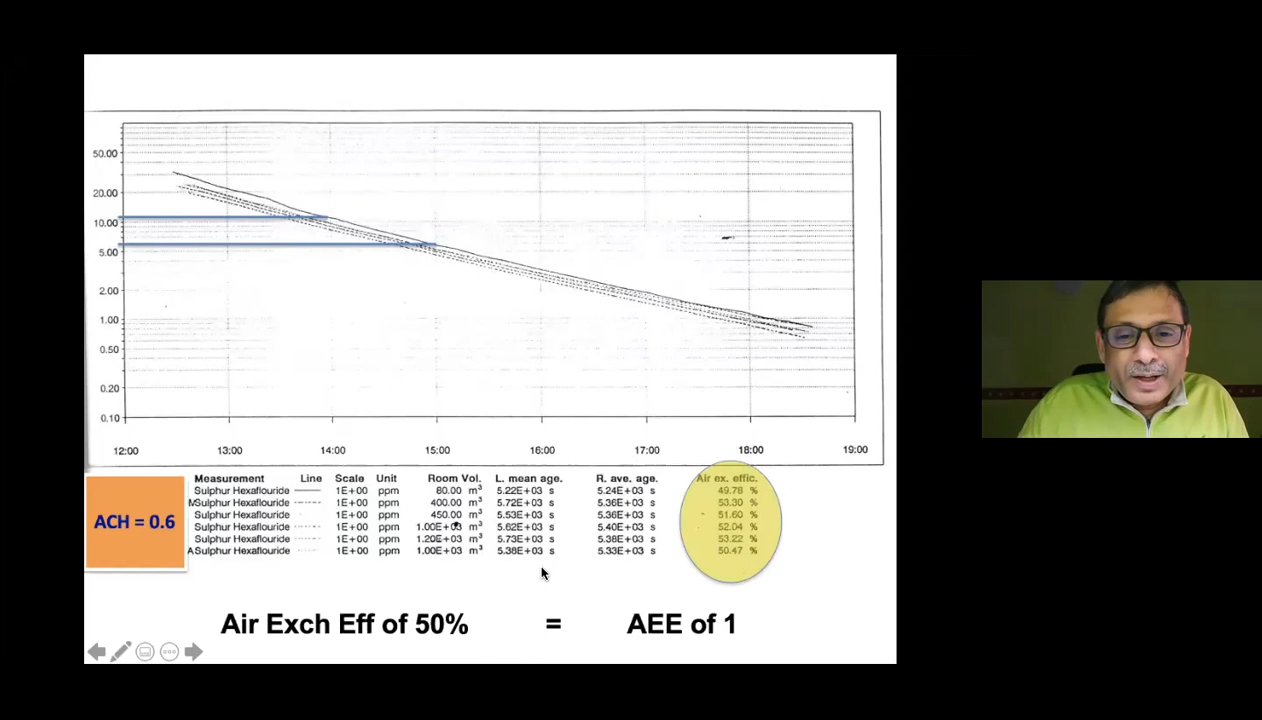 50.00
20.00
10.00
5.00
2.00
1.00
0.50
0.20
0.10
12:00 13:00 14:00 15:00 16:00 17:00 18:00 19:00
Measurement Line Scale Unit Room Vol. L. mean age. R. ave. age. Air ex. effic.
Sulphur Hexaflouride 1E+00 ppm 80.00 m³ 5.22E+03 s 5.24E+03 s 49.78 %
MSulphur Hexaflouride 1E+00 ppm 400.00 m³ 5.72E+03 s 5.36E+03 s 53.30 %
Sulphur Hexaflouride 1E+00 ppm 450.00 m³ 5.53E+03 s 5.36E+03 s 51.60 %
Sulphur Hexaflouride 1E+00 ppm 1.00E+03 m³ 5.62E+03 s 5.40E+03 s 52.04 %
Sulphur Hexaflouride 1E+00 ppm 1.20E+03 m³ 5.73E+03 s 5.38E+03 s 53.22 %
ASulphur Hexaflouride 1E+00 ppm 1.00E+03 m³ 5.38E+03 s 5.33E+03 s 50.47 %
ACH = 0.6
Air Exch Eff of 50% = AEE of 1